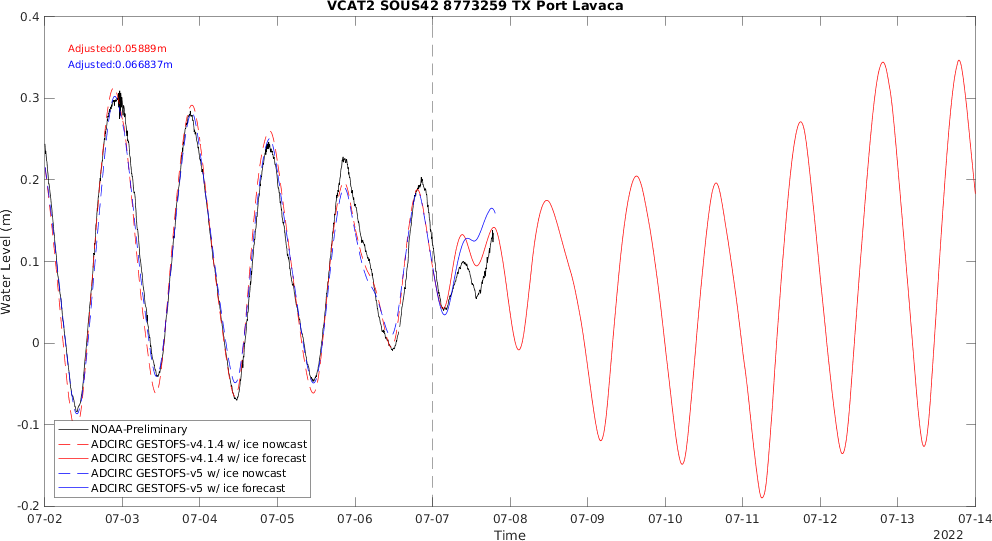 VCAT2 SOUS42 8773259 TX Port Lavaca
0.4
Adjusted:0.05889m
Adjusted:0.066837m
0.3
0.2
Water Level (m)
0.1
0
-0.1
NOAA-Preliminary
ADCIRC GESTOFS-v4.1.4 w/ ice nowcast
ADCIRC GESTOFS-v4.1.4 w/ ice forecast
ADCIRC GESTOFS-v5 w/ ice nowcast
ADCIRC GESTOFS-v5 w/ ice forecast
-0.2
07-02 07-03 07-04 07-05 07-06 07-07 07-08 07-09 07-10 07-11 07-12 07-13 07-14
Time
2022